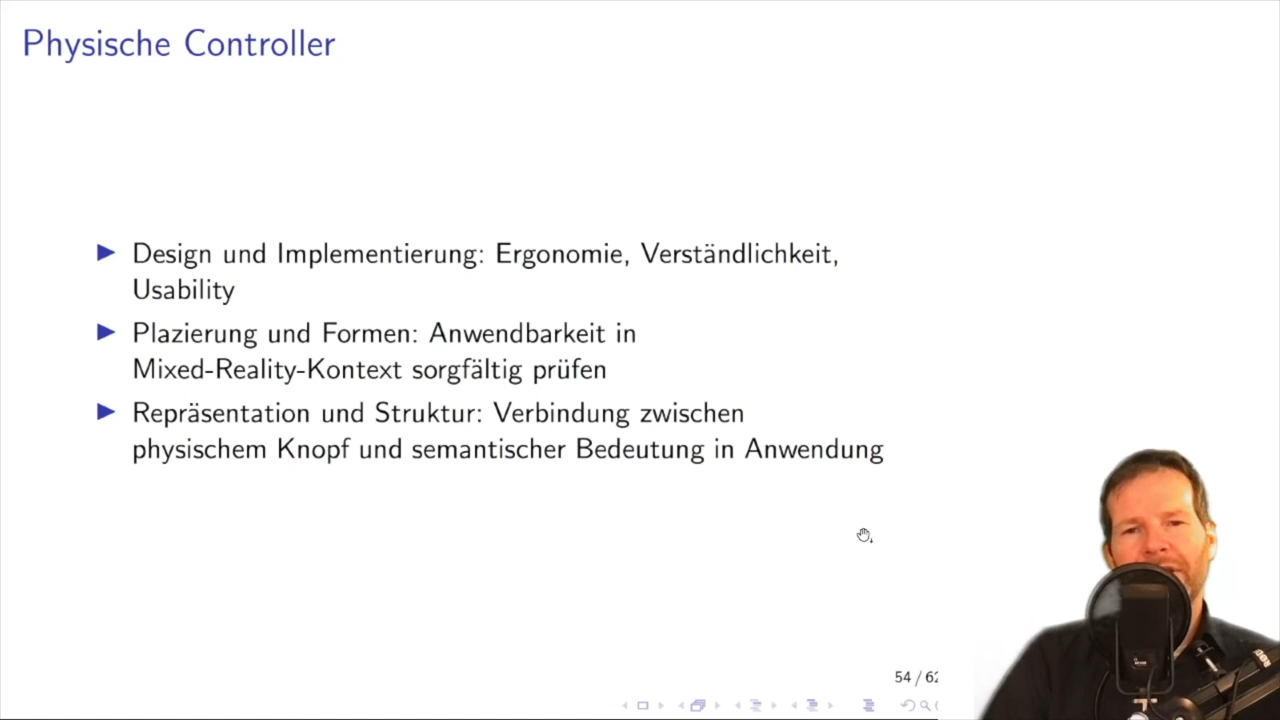 Physische Controller
Design und Implementierung: Ergonomie, Verständlichkeit,
Usability
Plazierung und Formen: Anwendbarkeit in
Mixed-Reality-Kontext sorgfältig prüfen
Repräsentation und Struktur: Verbindung zwischen
physischem Knopf und semantischer Bedeutung in Anwendung
54 / 62